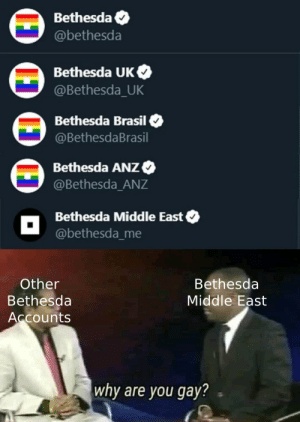 Bethesda
@bethesda
Bethesda UK
@Bethesda_UK
Bethesda Brasil
@BethesdaBrasil
Bethesda ANZ
@Bethesda_ANZ
Bethesda Middle East
@bethesda_me
Other
Bethesda
Accounts
Bethesda
Middle East
why are you gay?